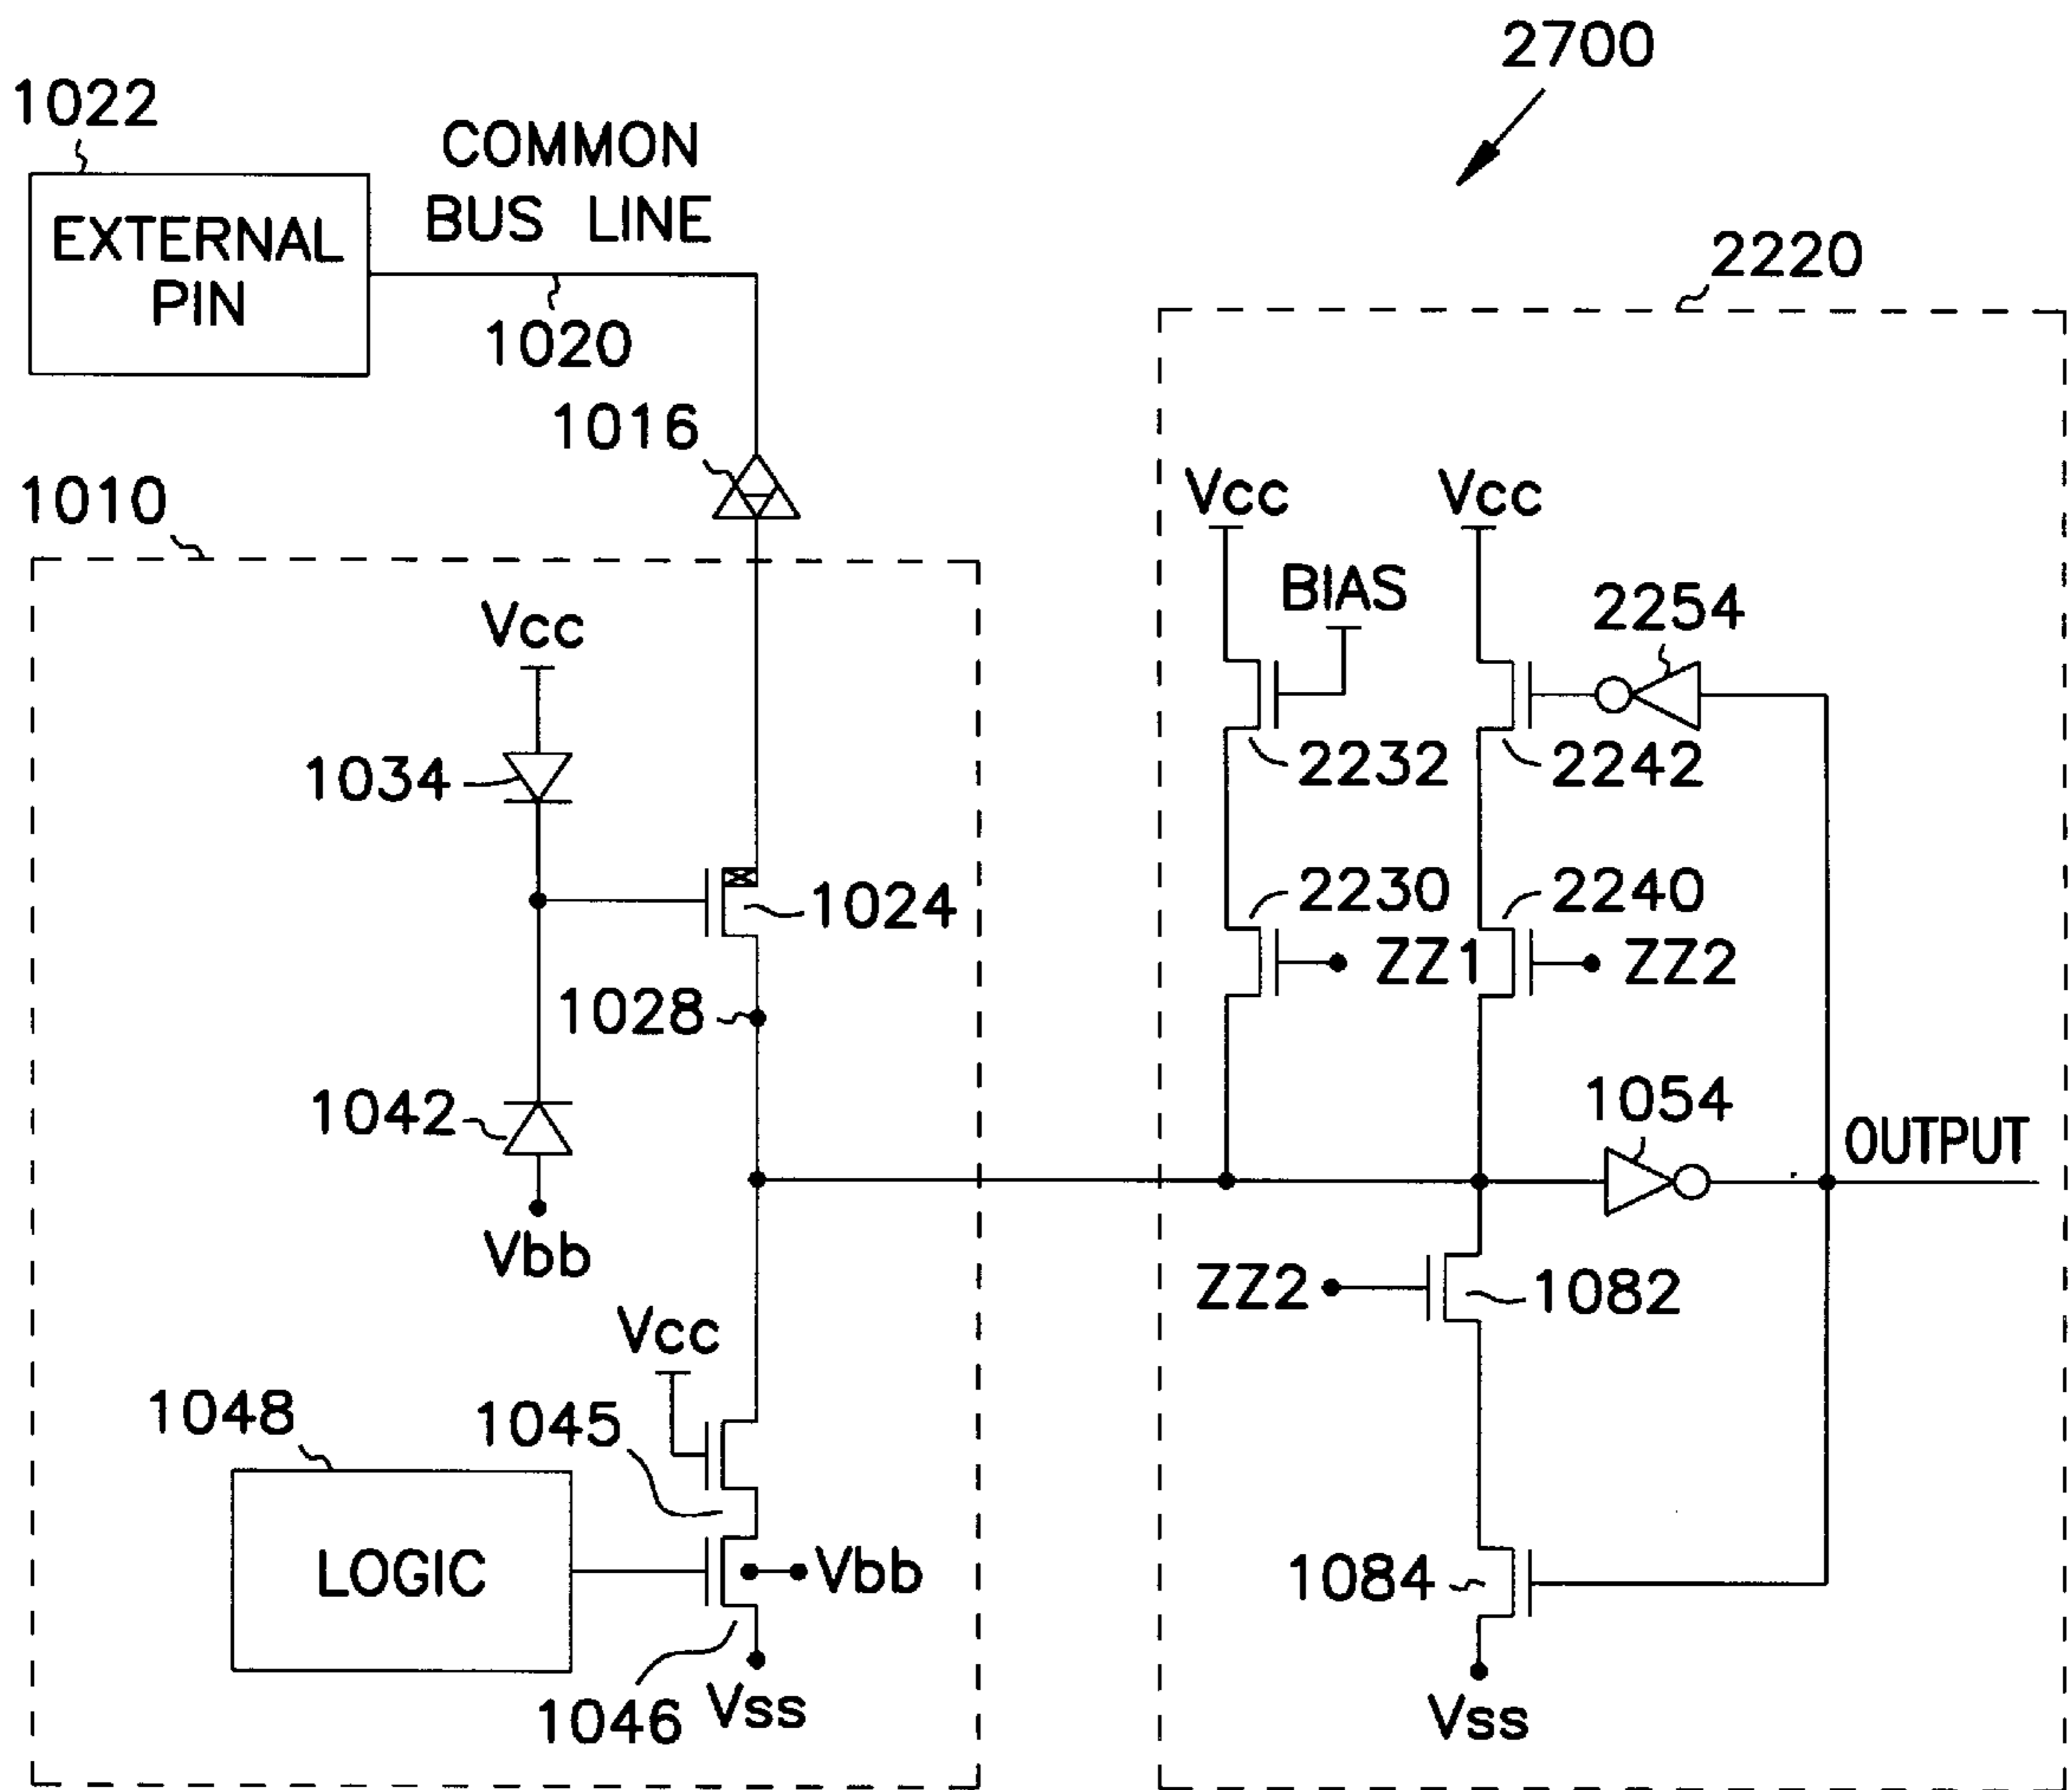 2700
1022
COMMON
BUS LINE
EXTERNAL
PIN
1020
2220
1016
1010
Vcc
Vcc
BIAS
2254
Vcc
1034
2232
2242
1024
2230
2240
ZZ1
ZZ2
1028
1042
1054
OUTPUT
Vbb
ZZ2
1082
Vcc
1048
1045
LOGIC
Vbb
1084
1046
Vss
Vss